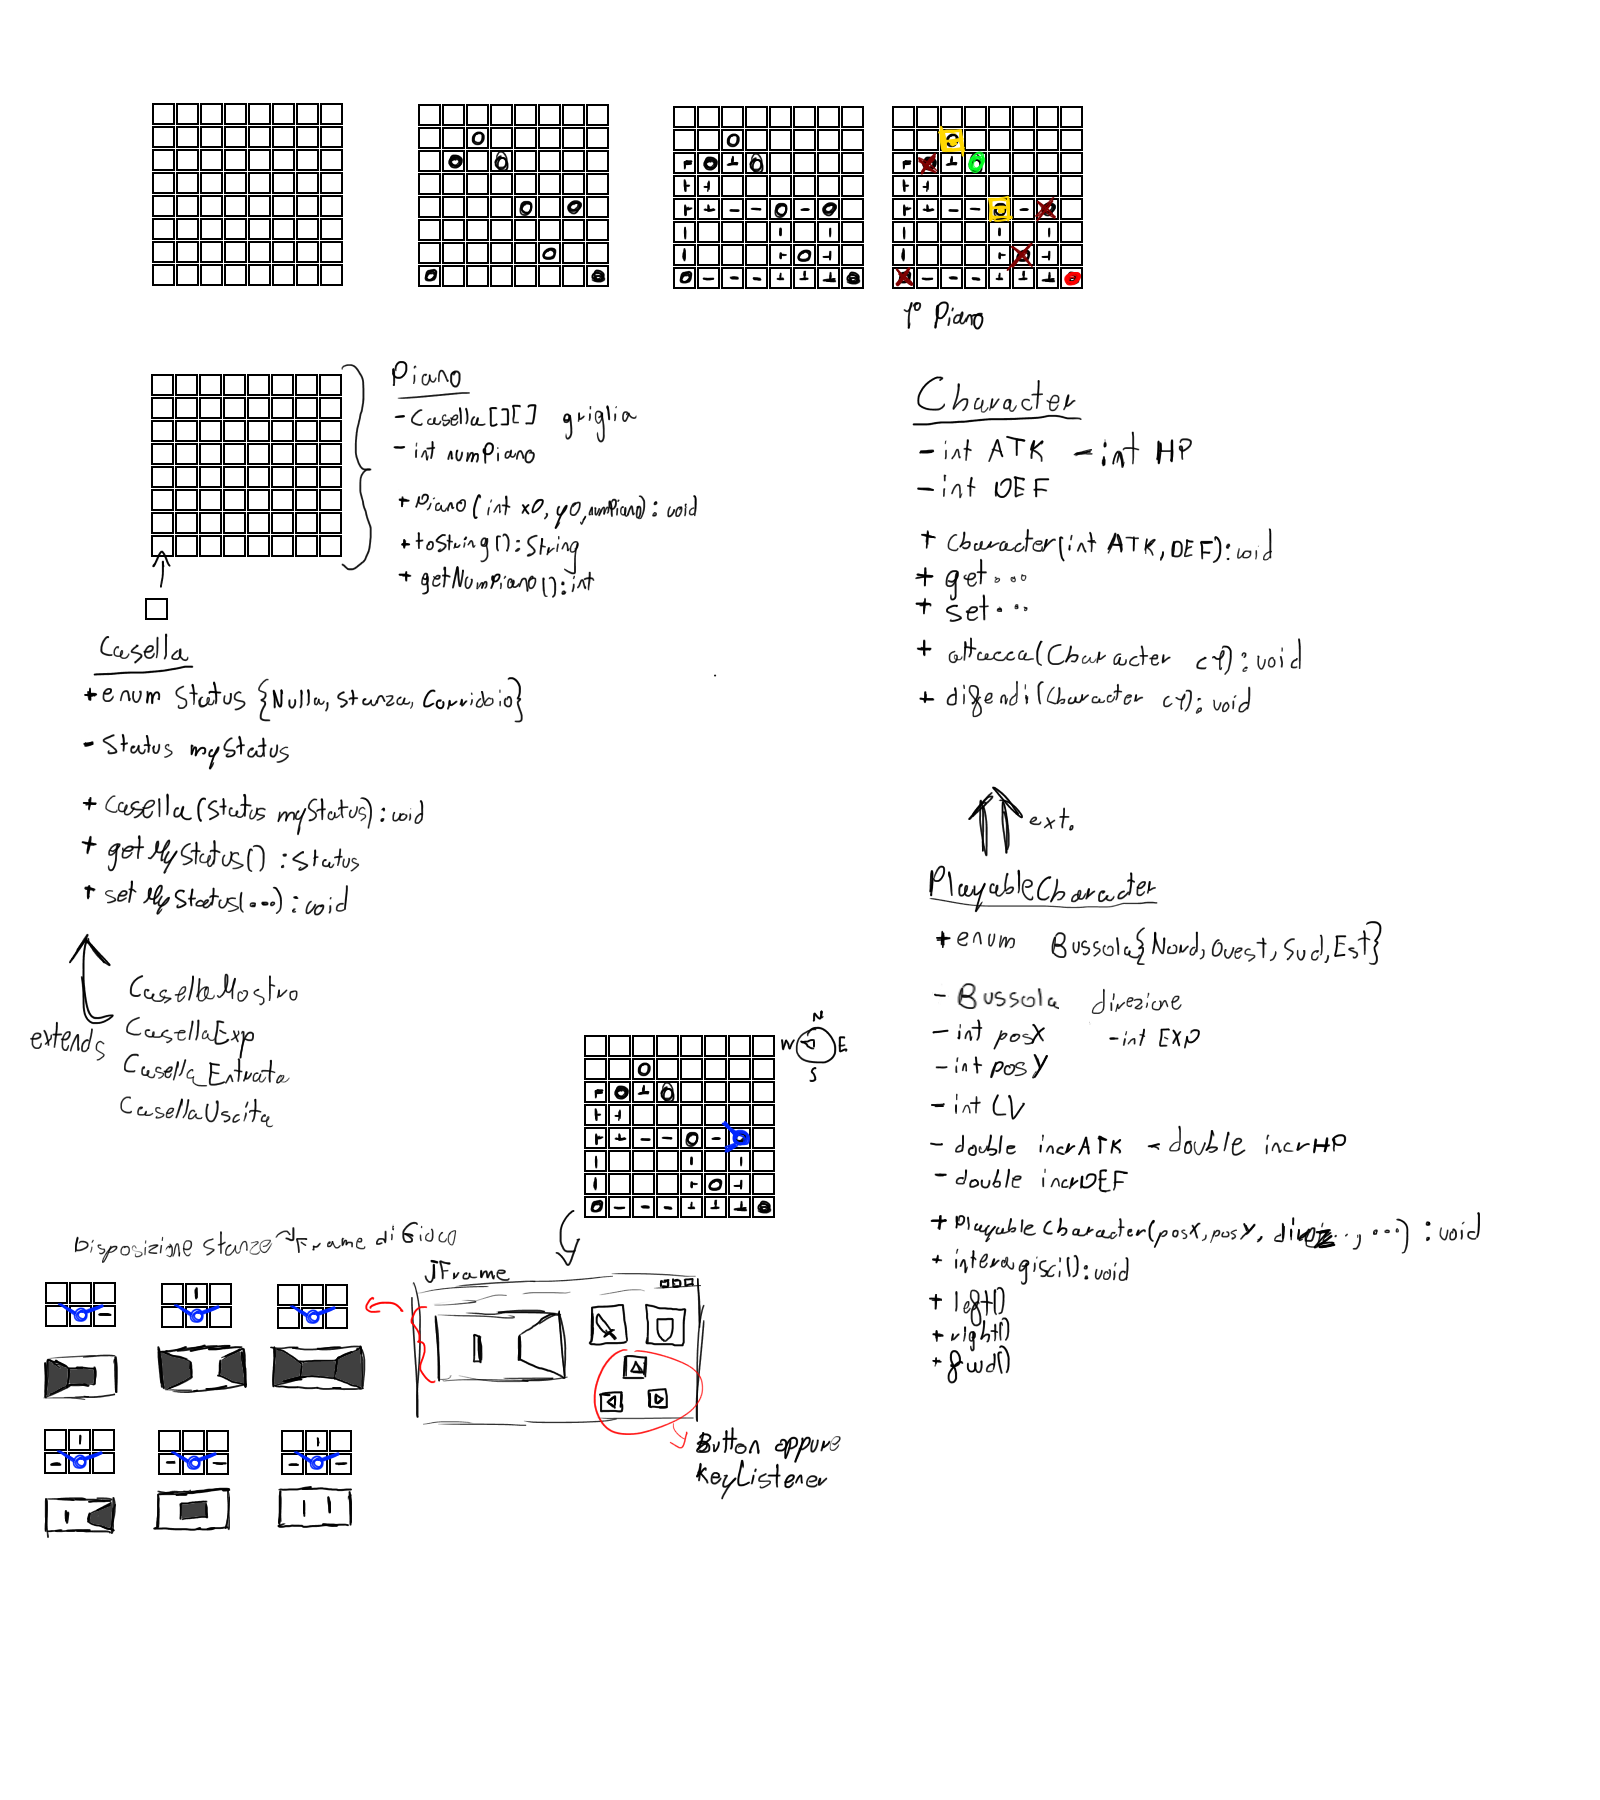 1° Piano
Piano
- Casella[][] griglia
- int numPiano
+ Piano(int x0, y0, numPiano): void
+ toString(): String
+ getNumPiano(): int
Casella
+ enum Status {Nulla, Stanza, Corridoio}
- Status myStatus
+ Casella(Status myStatus): void
+ getMyStatus() : Status
+ setMyStatus(...) : void
extends
CasellaMostro
CasellaExp
Casella_Entrata
CasellaUscita
Character
- int ATK - int HP
- int DEF
+ Character(int ATK, DEF): void
+ get...
+ set...
+ attacca(Character c1): void
+ difendi(Character c1): void
ext.
PlayableCharacter
+ enum Bussola{Nord, Ovest, Sud, Est}
- Bussola direzione
- int posX - int EXP
- int posY
- int LV
- double incrATK - double incrHP
- double incrDEF
+ PlayableCharacter(posX, posY, ...) : void
+ interagisci(): void
+ left()
+ right()
+ fwd()
N
W E
S
Disposizione stanze Frame di Gioco
JFrame
Button oppure
KeyListener